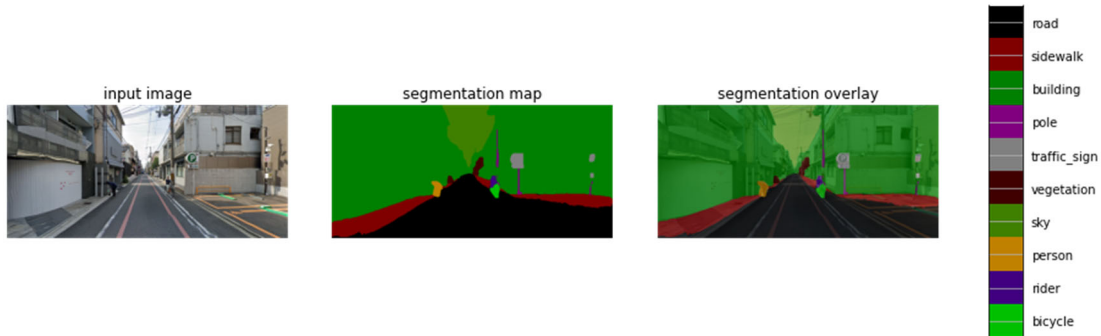 input image
segmentation map
segmentation overlay
road
sidewalk
building
pole
traffic_sign
vegetation
sky
person
rider
bicycle